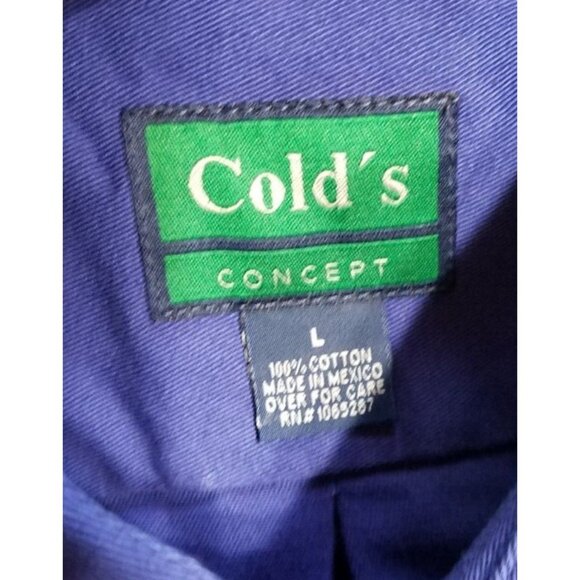 Cold´s
CONCEPT
L
100% COTTON
MADE IN MEXICO
OVER FOR CARE
RN# 1065287